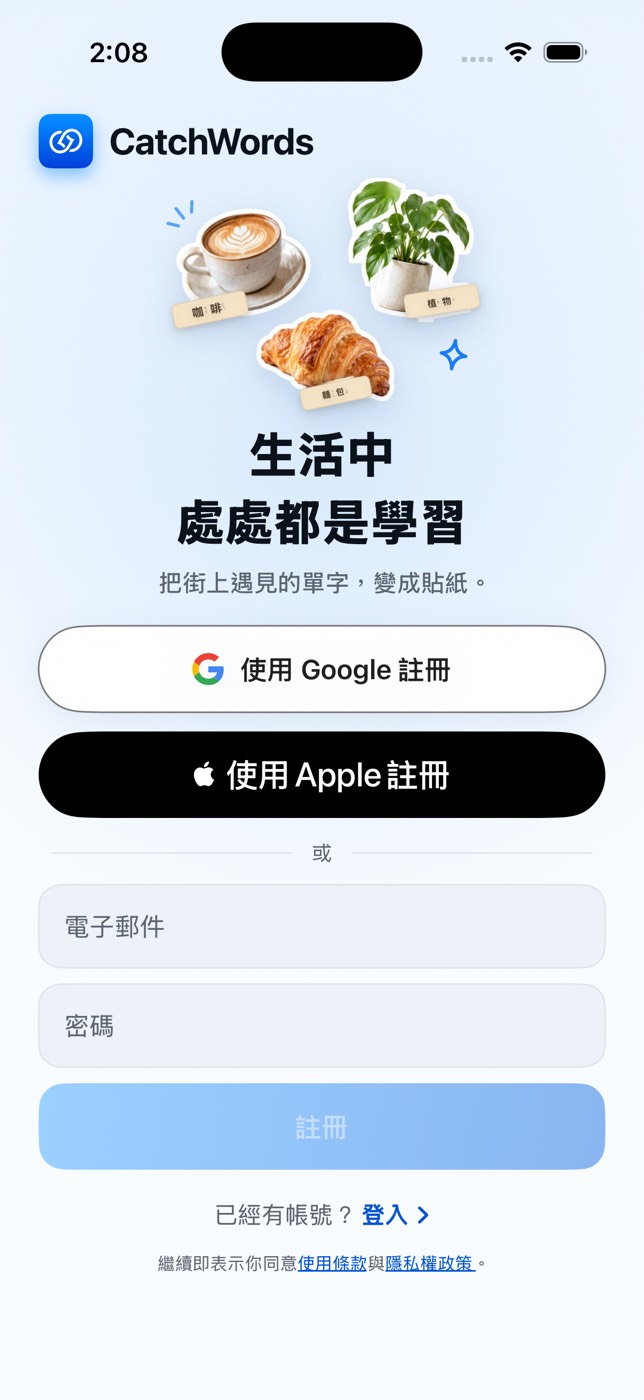 2:08
CatchWords
咖啡
植物
麵包
生活中
處處都是學習
把街上遇見的單字，變成貼紙。
使用 Google 註冊
使用 Apple 註冊
或
電子郵件
密碼
註冊
已經有帳號？登入
繼續即表示你同意使用條款與隱私權政策。